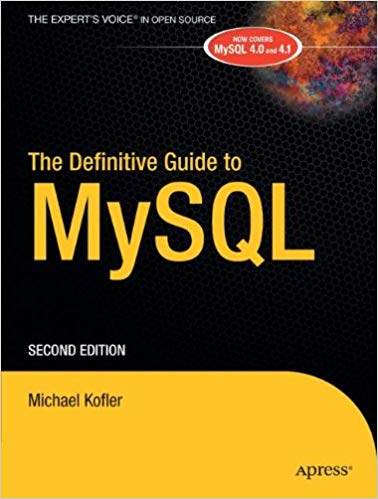 THE EXPERT'S VOICE® IN OPEN SOURCE
NOW COVERS
MySQL 4.0 and 4.1
The Definitive Guide to
MySQL
SECOND EDITION
Michael Kofler
Apress®